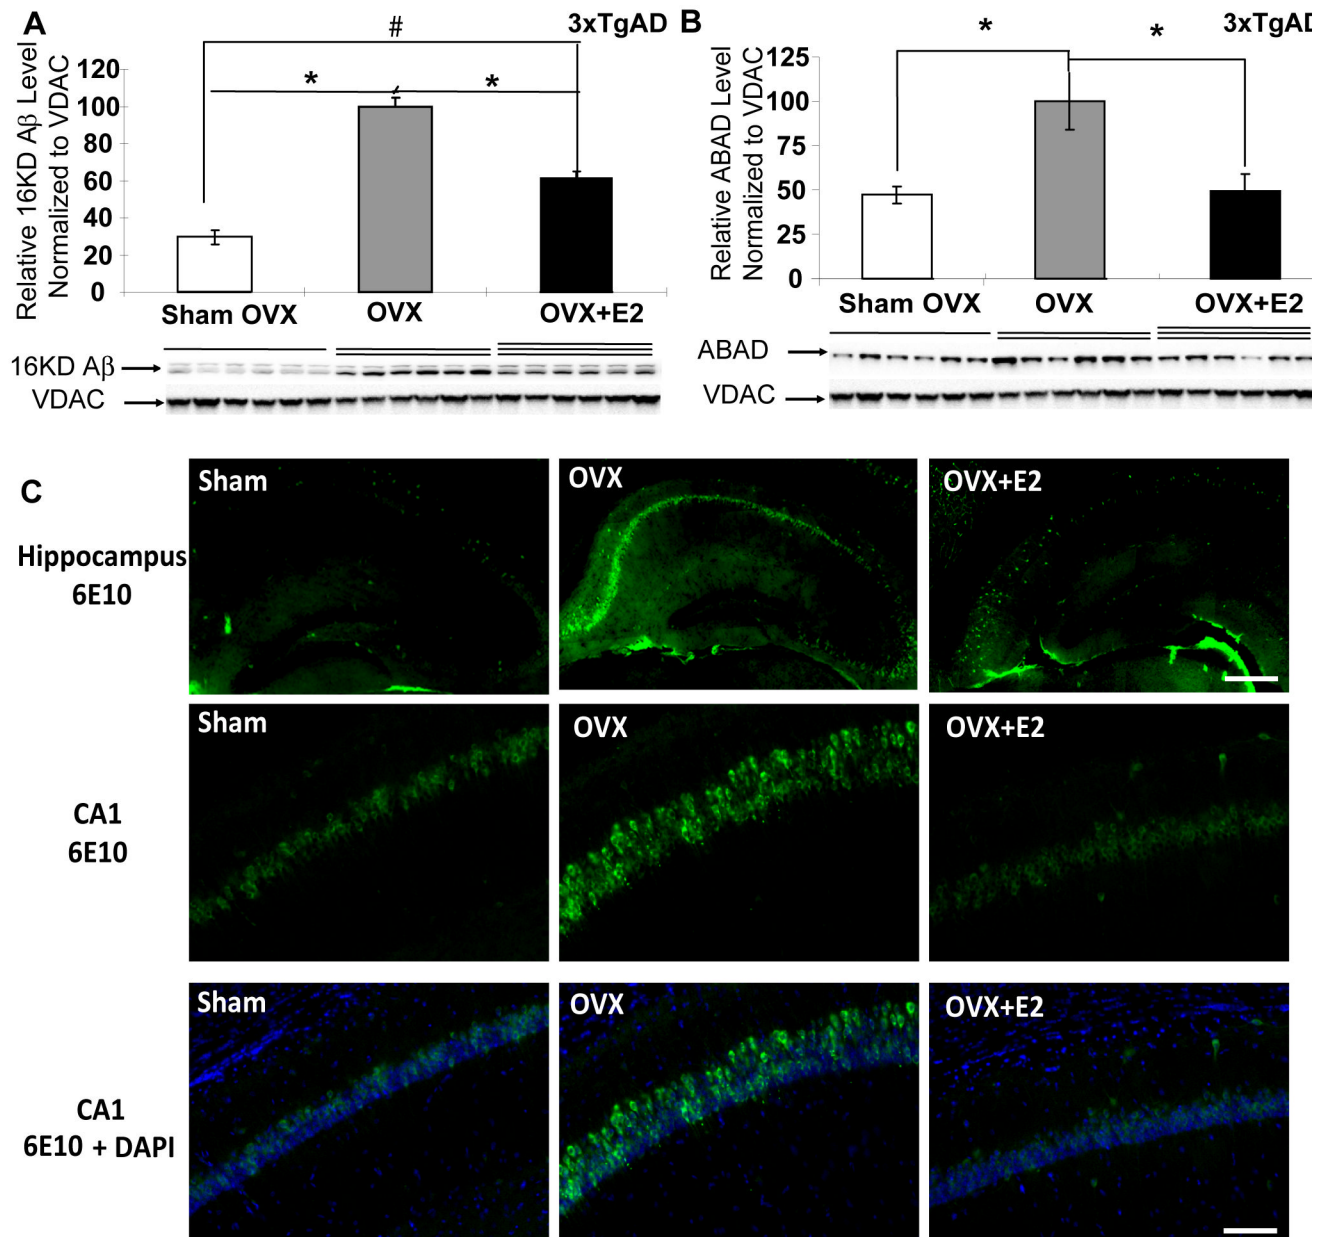 A
#
3xTgAD
Relative 16KD Aβ Level
Normalized to VDAC
120
100
80
60
40
20
0
*
*
Sham OVX
OVX
OVX+E2
16KD Aβ
VDAC
B
*
*
3xTgAD
Relative ABAD Level
Normalized to VDAC
125
100
75
50
25
0
Sham OVX
OVX
OVX+E2
ABAD
VDAC
C
Hippocampus
6E10
Sham
OVX
OVX+E2
CA1
6E10
Sham
OVX
OVX+E2
CA1
6E10 + DAPI
Sham
OVX
OVX+E2